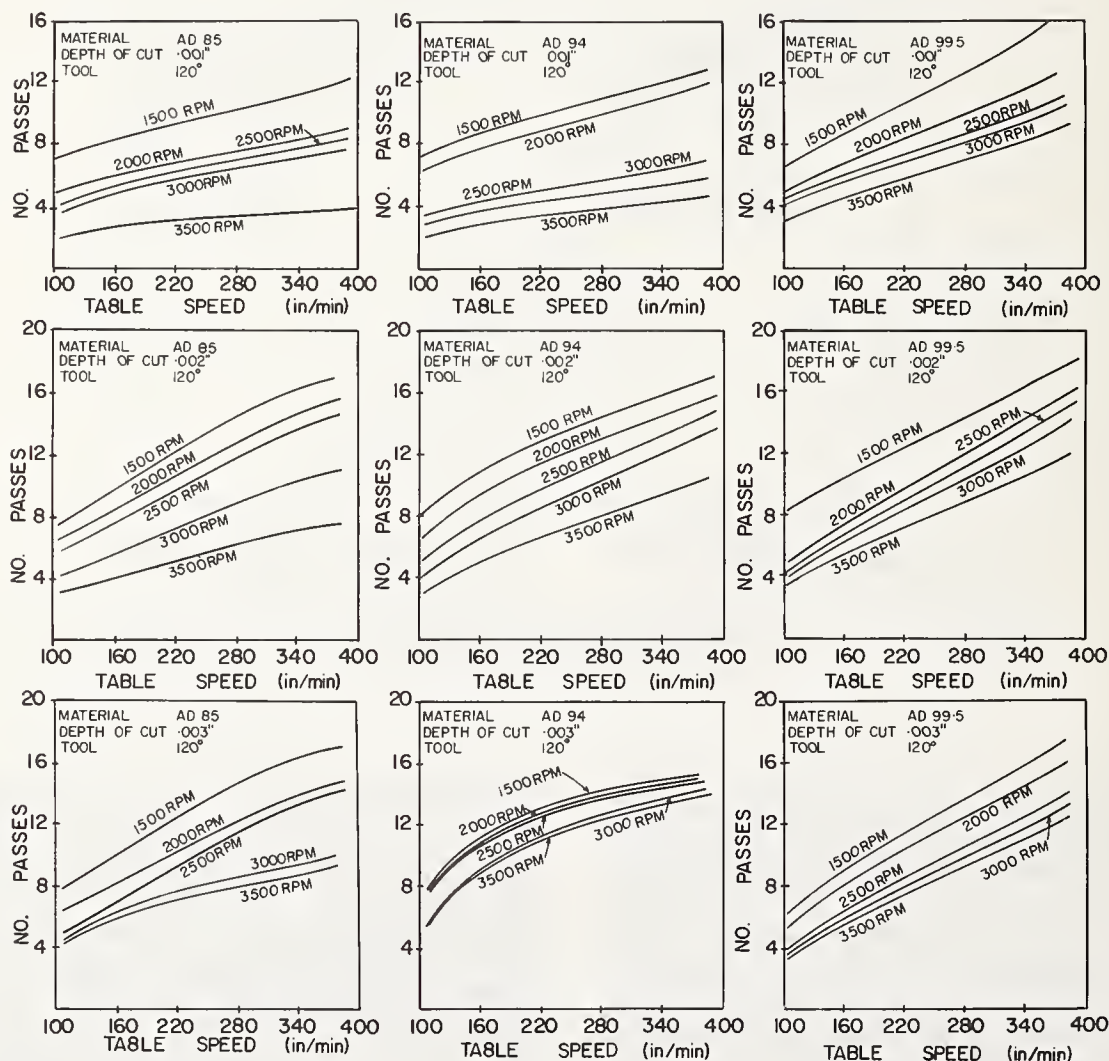 NO. PASSES
16
12
8
4
MATERIAL AD 85
DEPTH OF CUT .001"
TOOL 120°
1500 RPM
2000 RPM
2500RPM
3000RPM
3500 RPM
100 160 220 280 340 400
TABLE SPEED (in/min)
MATERIAL AD 94
DEPTH OF CUT 001"
TOOL 120°
1500 RPM
2000 RPM
2500 RPM
3000 RPM
3500 RPM
100 160 220 280 340 400
TABLE SPEED (in/min)
NO. PASSES
16
12
8
4
MATERIAL AD 99.5
DEPTH OF CUT .001"
TOOL 120°
1500 RPM
2000 RPM
2500 RPM
3000 RPM
3500 RPM
100 160 220 280 340 400
TABLE SPEED (in/min)
NO. PASSES
20
16
12
8
4
MATERIAL AD 85
DEPTH OF CUT .002"
TOOL 120°
1500 RPM
2000 RPM
2500 RPM
3000 RPM
3500 RPM
100 160 220 280 340 400
TABLE SPEED (in/min)
20
16
12
8
4
MATERIAL AD 94
DEPTH OF CUT .002"
TOOL 120°
1500 RPM
2000 RPM
2500 RPM
3000 RPM
3500 RPM
100 160 220 280 340 400
TABLE SPEED (in/min)
NO. PASSES
20
16
12
8
4
MATERIAL AD 99.5
DEPTH OF CUT .002"
TOOL 120°
1500 RPM
2500 RPM
2000 RPM
3000 RPM
3500 RPM
100 160 220 280 340 400
TABLE SPEED (in/min)
NO. PASSES
20
16
12
8
4
MATERIAL AD 85
DEPTH OF CUT .003"
TOOL 120°
1500 RPM
2000 RPM
2500 RPM
3000 RPM
3500 RPM
100 160 220 280 340 400
TABLE SPEED (in/min)
20
16
12
8
4
MATERIAL AD 94
DEPTH OF CUT .003"
TOOL 120°
1500 RPM
2000 RPM
2500 RPM
3000 RPM
3500 RPM
100 160 220 280 340 400
TABLE SPEED (in/min)
NO. PASSES
20
16
12
8
4
MATERIAL AD 99.5
DEPTH OF CUT .003"
TOOL 120°
1500 RPM
2000 RPM
2500 RPM
3000 RPM
3500 RPM
100 160 220 280 340 400
TABLE SPEED (in/min)